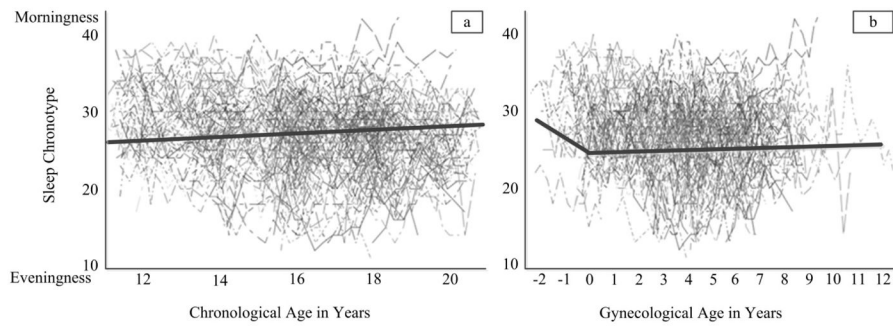 Morningness
a
b
40
30
20
10
Sleep Chronotype
Eveningness
12 14 16 18 20
Chronological Age in Years
40
30
20
10
-2 -1 0 1 2 3 4 5 6 7 8 9 10 11 12
Gynecological Age in Years